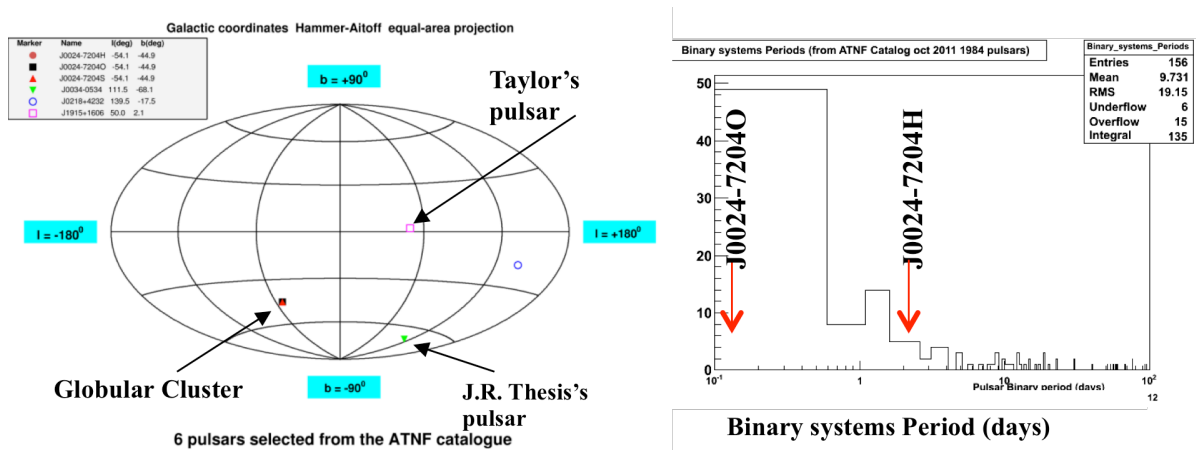 Galactic coordinates Hammer-Aitoff equal-area projection
Marker Name l(deg) b(deg)
J0024-7204H -54.1 -44.9
J0024-7204O -54.1 -44.9
J0024-7204S -54.1 -44.9
J0034-0534 111.5 -68.1
J0218+4232 139.5 -17.5
J1915+1606 50.0 2.1
b = +90⁰
Taylor's
pulsar
l = -180⁰
l = +180⁰
Globular Cluster
b = -90⁰
J.R. Thesis's
pulsar
6 pulsars selected from the ATNF catalogue
Binary systems Periods (from ATNF Catalog oct 2011 1984 pulsars)
Binary_systems_Periods
Entries 156
Mean 9.731
RMS 19.15
Underflow 6
Overflow 15
Integral 135
50
40
30
20
10
0
J0024-7204O
J0024-7204H
10⁻¹ 1 10 10²
Pulsar Binary period (days)
12
Binary systems Period (days)